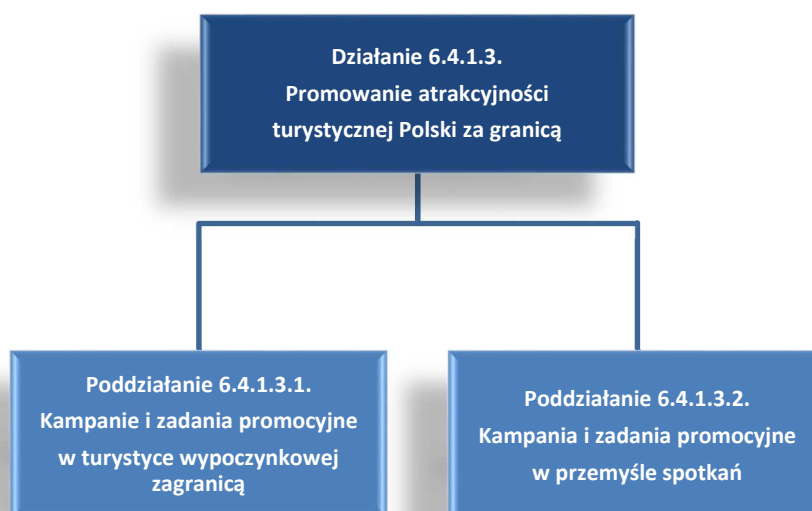 Działanie 6.4.1.3.
Promowanie atrakcyjności
turystycznej Polski za granicą
Poddziałanie 6.4.1.3.1.
Kampanie i zadania promocyjne
w turystyce wypoczynkowej
zagranicą
Poddziałanie 6.4.1.3.2.
Kampania i zadania promocyjne
w przemyśle spotkań